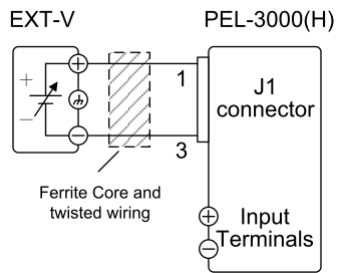 EXT-V
PEL-3000(H)
+
−
+
−
1
3
J1
connector
Ferrite Core and
twisted wiring
+
−
Input
Terminals